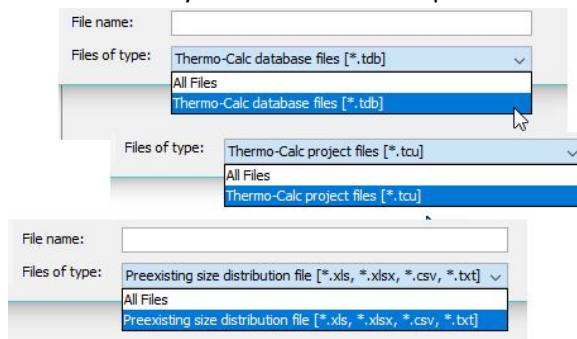 File name:
Files of type: Thermo-Calc database files [*.tdb]
All Files
Thermo-Calc database files [*.tdb]
Files of type: Thermo-Calc project files [*.tcu]
All Files
Thermo-Calc project files [*.tcu]
File name:
Files of type: Preexisting size distribution file [*.xls, *.xlsx, *.csv, *.txt]
All Files
Preexisting size distribution file [*.xls, *.xlsx, *.csv, *.txt]